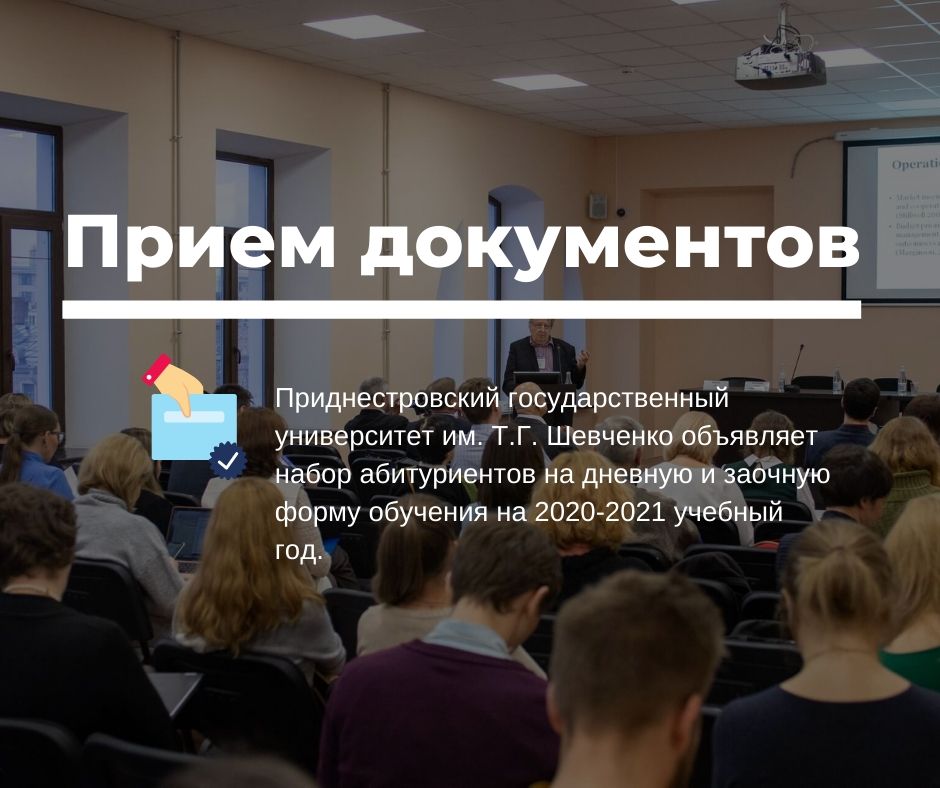 Прием документов
Приднестровский государственный
университет им. Т.Г. Шевченко объявляет
набор абитуриентов на дневную и заочную
форму обучения на 2020-2021 учебный
год.